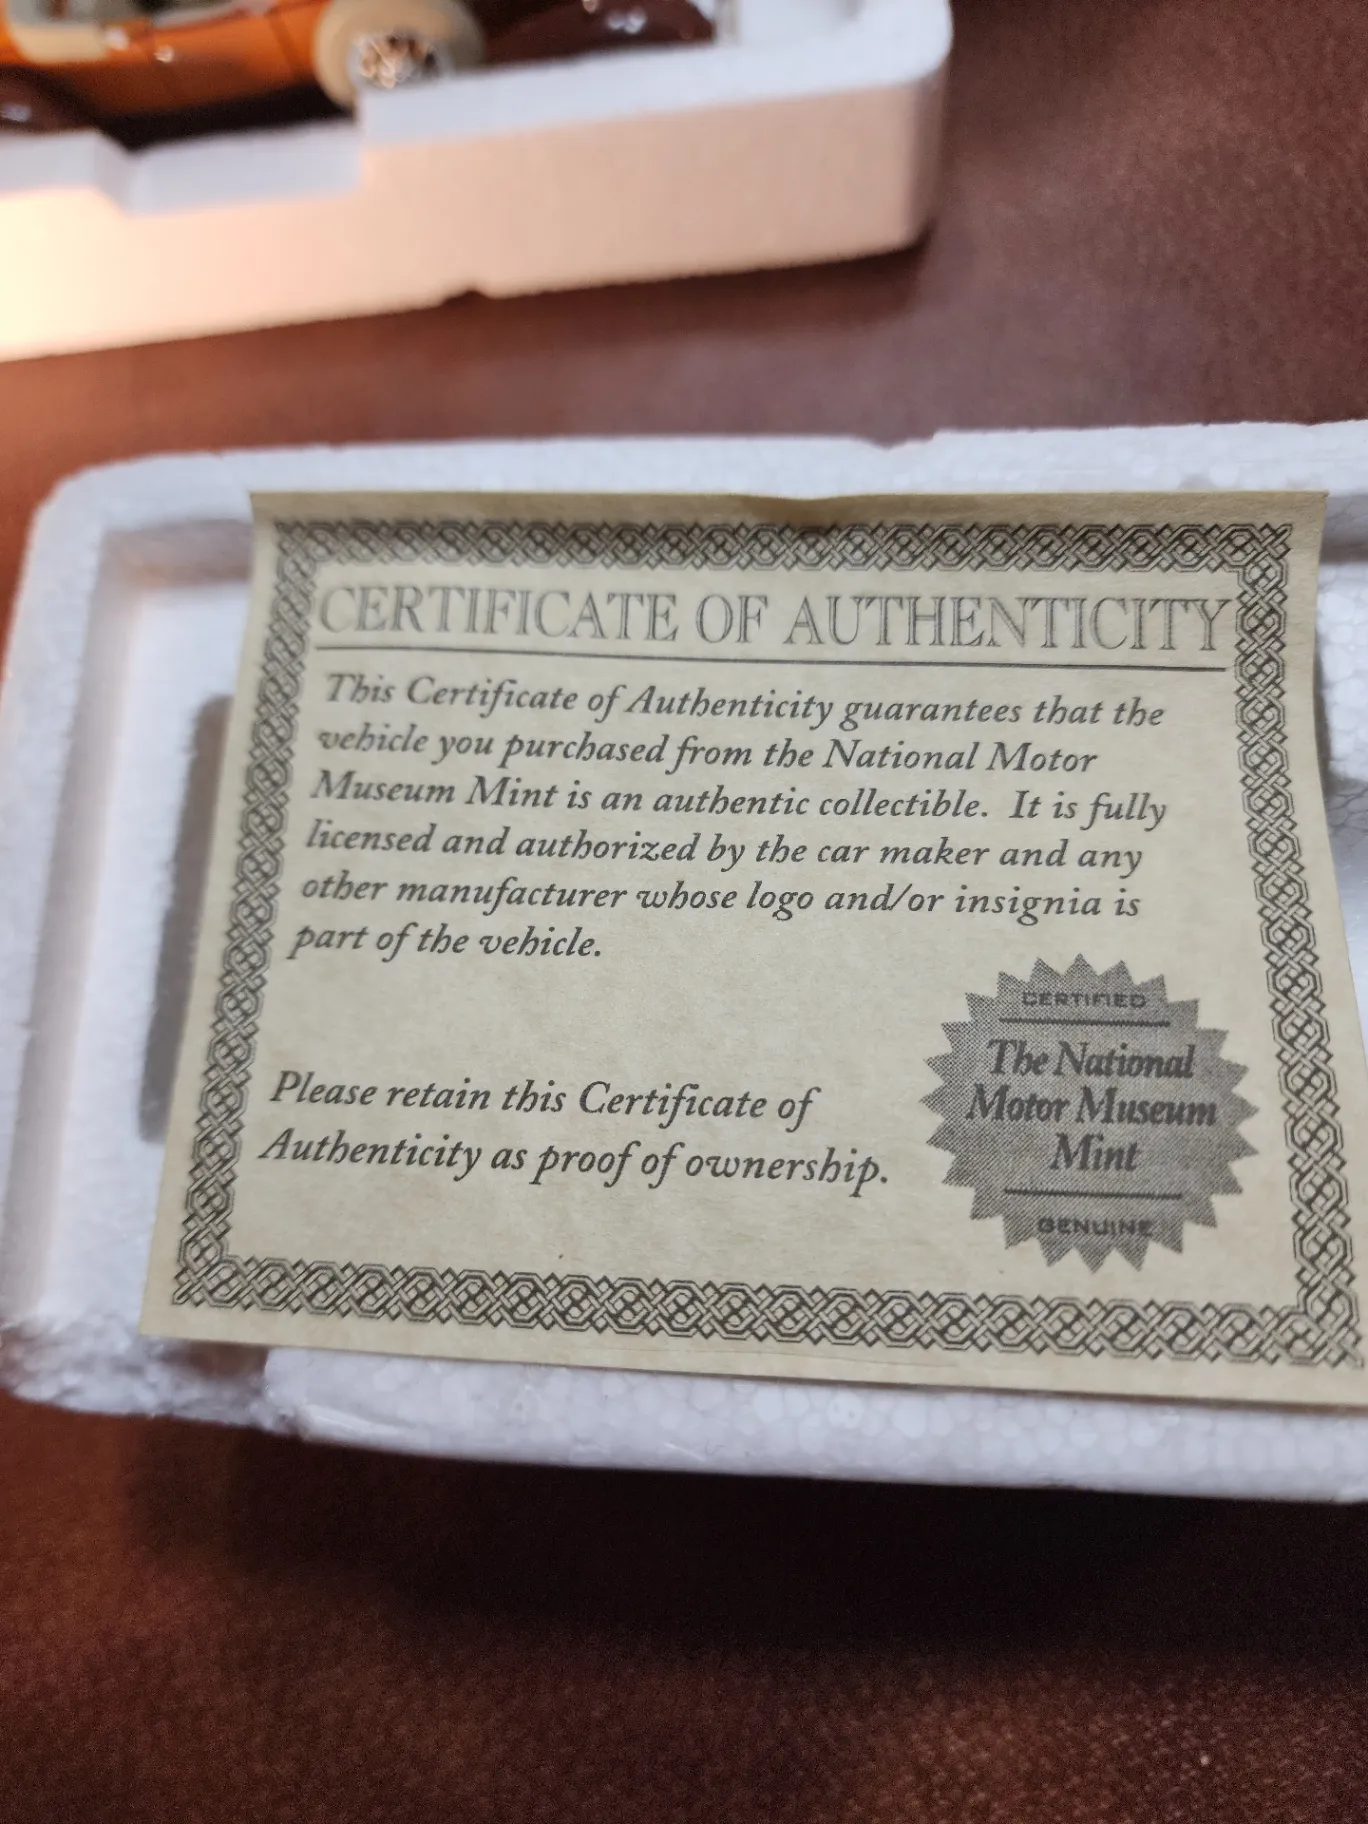 CERTIFICATE OF AUTHENTICITY
This Certificate of Authenticity guarantees that the
vehicle you purchased from the National Motor
Museum Mint is an authentic collectible.  It is fully
licensed and authorized by the car maker and any
other manufacturer whose logo and/or insignia is
part of the vehicle.
Please retain this Certificate of
Authenticity as proof of ownership.
CERTIFIED
The National
Motor Museum
Mint
GENUINE